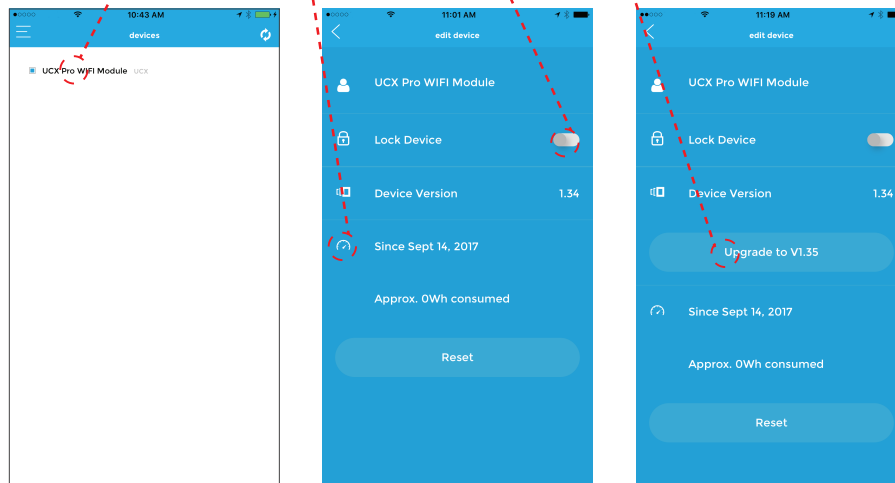 10:43 AM
devices
UCX Pro WIFI Module UCX
11:01 AM
edit device
UCX Pro WIFI Module
Lock Device
Device Version 1.34
Since Sept 14, 2017
Approx. 0Wh consumed
Reset
11:19 AM
edit device
UCX Pro WIFI Module
Lock Device
Device Version 1.34
Upgrade to V1.35
Since Sept 14, 2017
Approx. 0Wh consumed
Reset